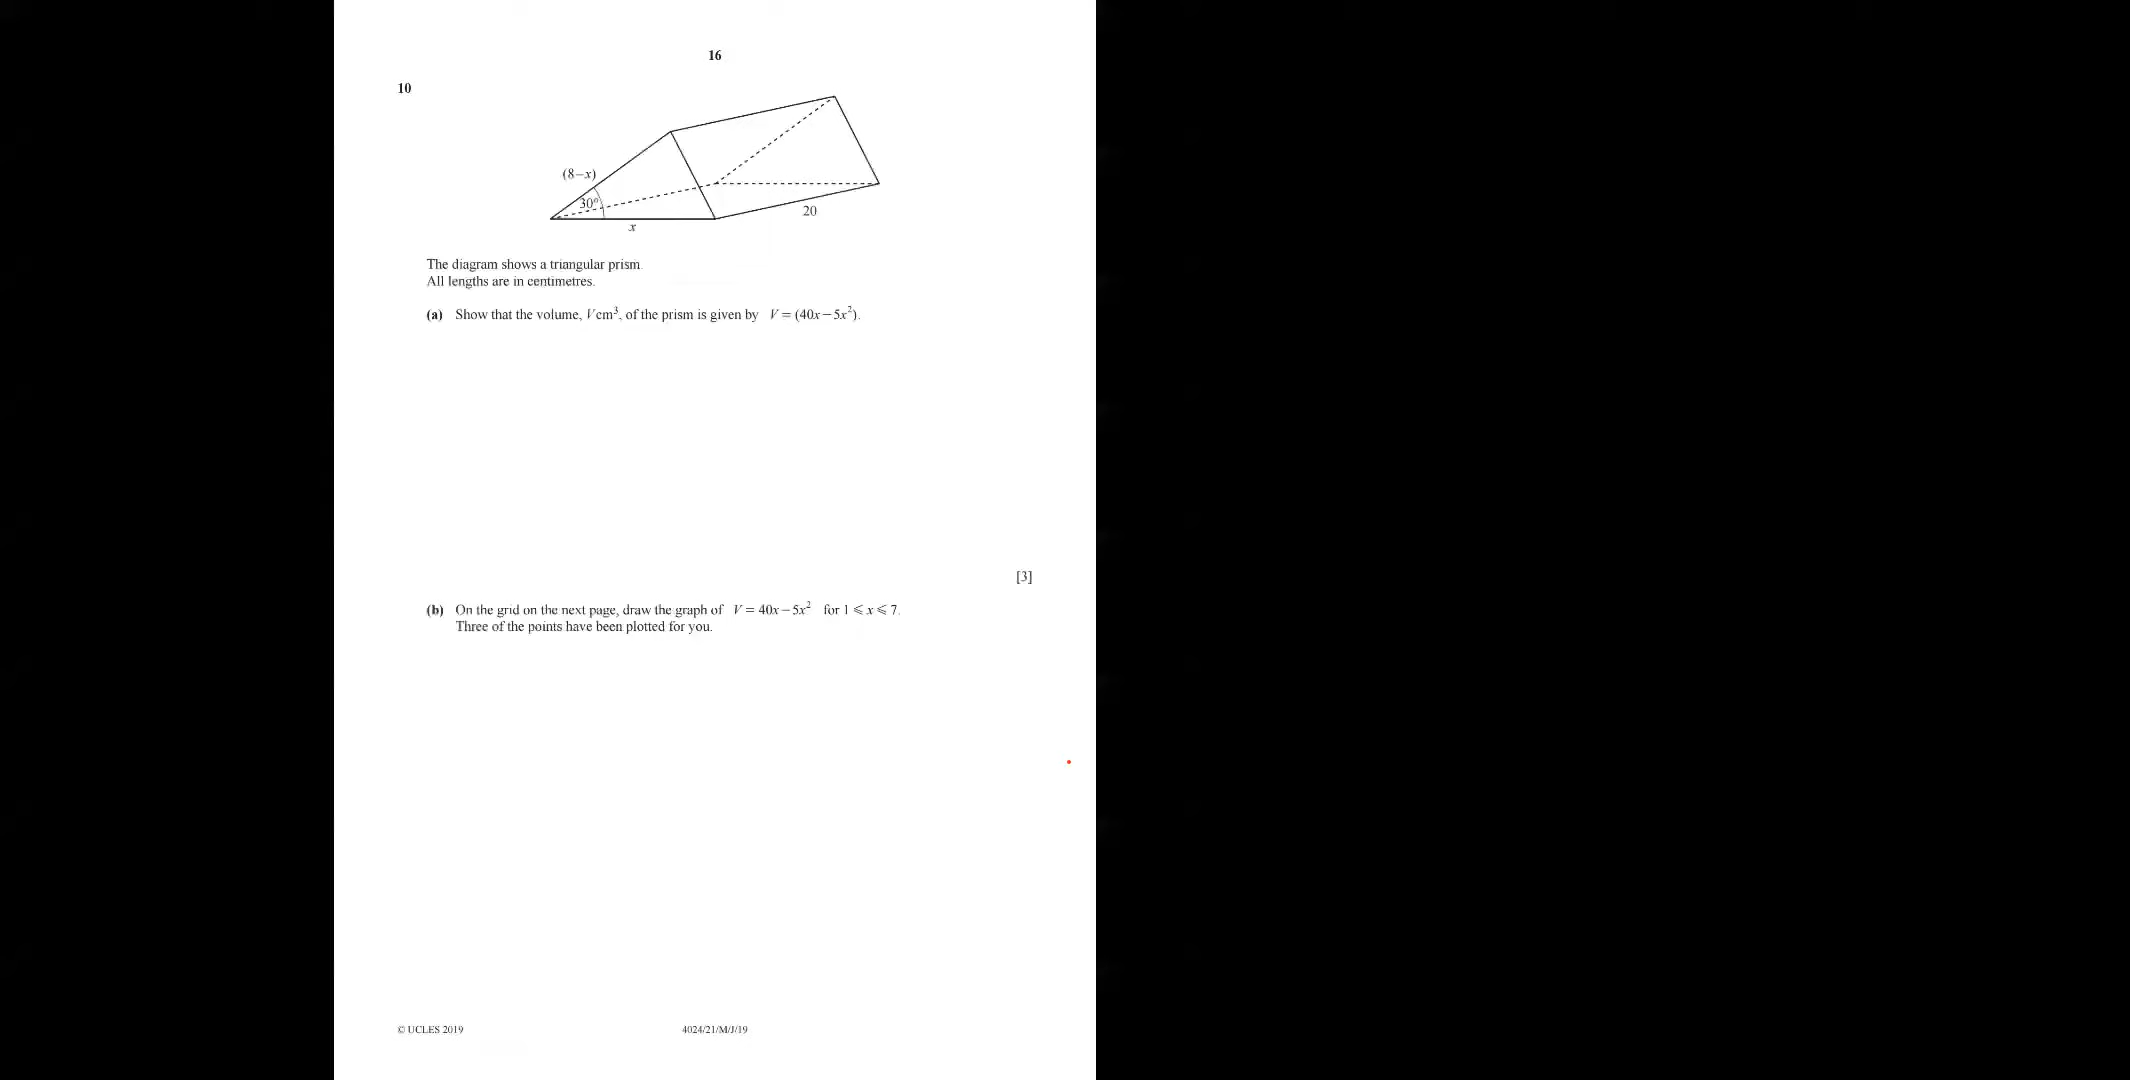 16
10
(8–x)
30°
20
x
The diagram shows a triangular prism.
All lengths are in centimetres.
(a) Show that the volume, V cm³, of the prism is given by V = (40x – 5x²).
[3]
(b) On the grid on the next page, draw the graph of V = 40x – 5x² for 1 ⩽ x ⩽ 7.
Three of the points have been plotted for you.
© UCLES 2019
4024/21/M/J/19